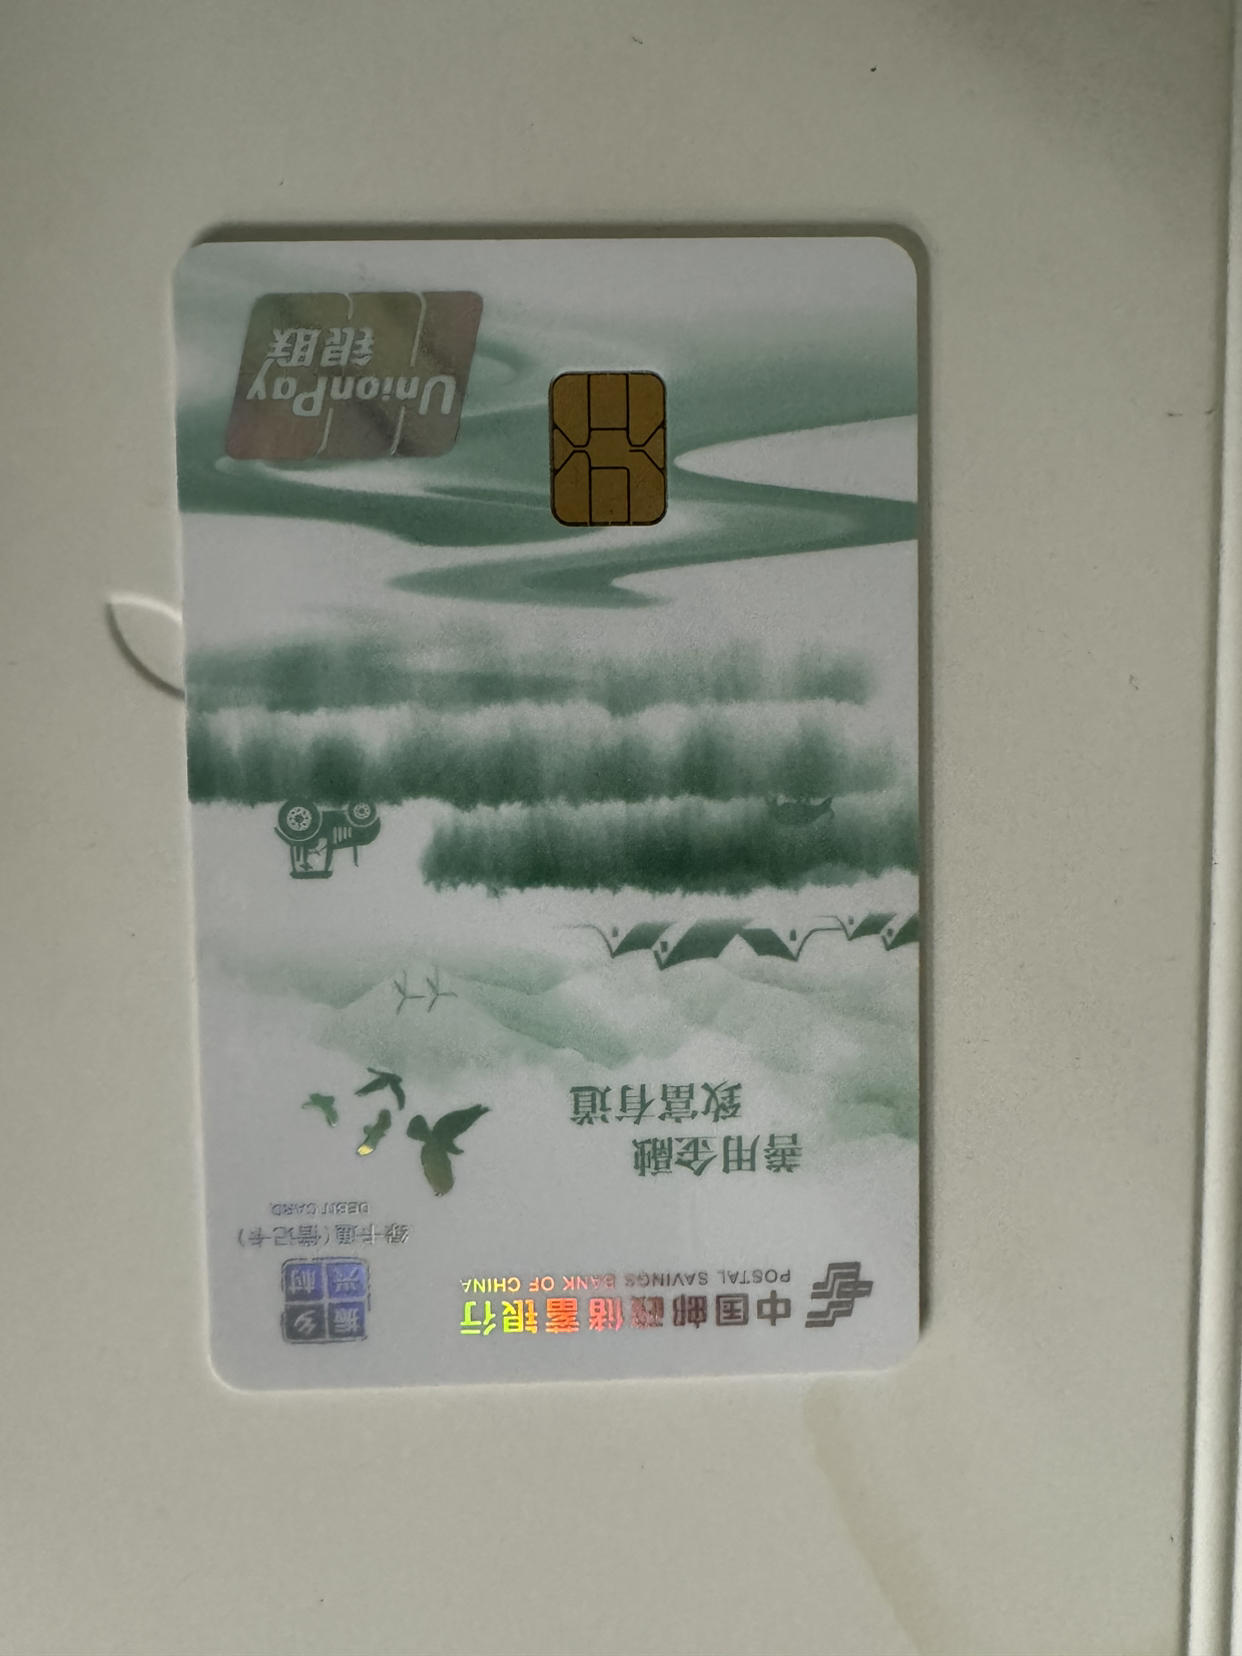 中国邮政储蓄银行
POSTAL SAVINGS BANK OF CHINA
振兴
乡村
绿卡通(借记卡)
DEBIT CARD
善用金融
致富有道
UnionPay
银联